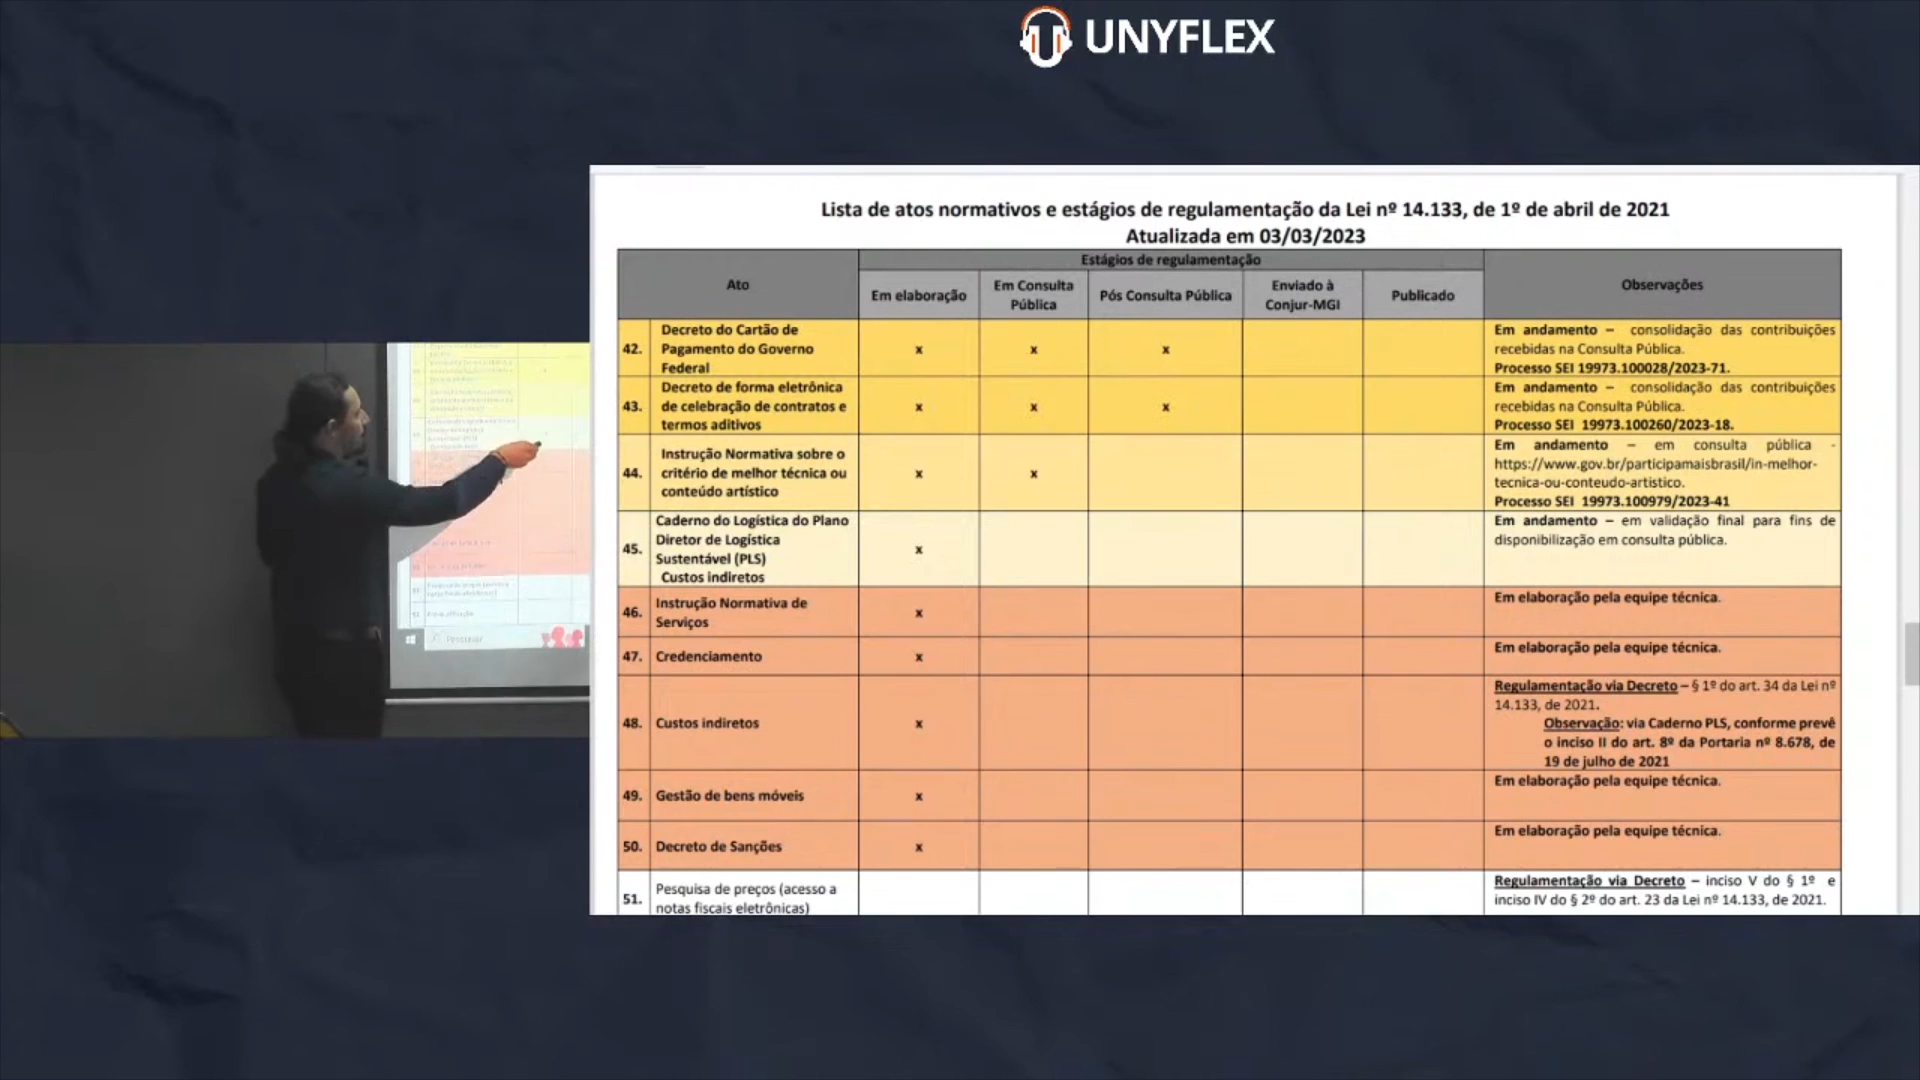 UNYFLEX
Lista de atos normativos e estágios de regulamentação da Lei nº 14.133, de 1º de abril de 2021
Atualizada em 03/03/2023
Ato
Estágios de regulamentação
Observações
Em elaboração
Em Consulta
Pública
Pós Consulta Pública
Enviado à
Conjur-MGI
Publicado
42.
Decreto do Cartão de
Pagamento do Governo
Federal
x
x
x
Em andamento – consolidação das contribuições
recebidas na Consulta Pública.
Processo SEI 19973.100028/2023-71.
43.
Decreto de forma eletrônica
de celebração de contratos e
termos aditivos
x
x
x
Em andamento – consolidação das contribuições
recebidas na Consulta Pública.
Processo SEI 19973.100260/2023-18.
44.
Instrução Normativa sobre o
critério de melhor técnica ou
conteúdo artístico
x
x
Em andamento – em consulta pública -
https://www.gov.br/participamaisbrasil/in-melhor-
tecnica-ou-conteudo-artistico.
Processo SEI 19973.100979/2023-41
45.
Caderno do Logística do Plano
Diretor de Logística
Sustentável (PLS)
Custos indiretos
x
Em andamento – em validação final para fins de
disponibilização em consulta pública.
46.
Instrução Normativa de
Serviços
x
Em elaboração pela equipe técnica.
47.
Credenciamento
x
Em elaboração pela equipe técnica.
48.
Custos indiretos
x
Regulamentação via Decreto – § 1º do art. 34 da Lei nº
14.133, de 2021.
Observação: via Caderno PLS, conforme prevê
o inciso II do art. 8º da Portaria nº 8.678, de
19 de julho de 2021
49.
Gestão de bens móveis
x
Em elaboração pela equipe técnica.
50.
Decreto de Sanções
x
Em elaboração pela equipe técnica.
51.
Pesquisa de preços (acesso a
notas fiscais eletrônicas)
Regulamentação via Decreto – inciso V do § 1º e
inciso IV do § 2º do art. 23 da Lei nº 14.133, de 2021.
Pesquisar